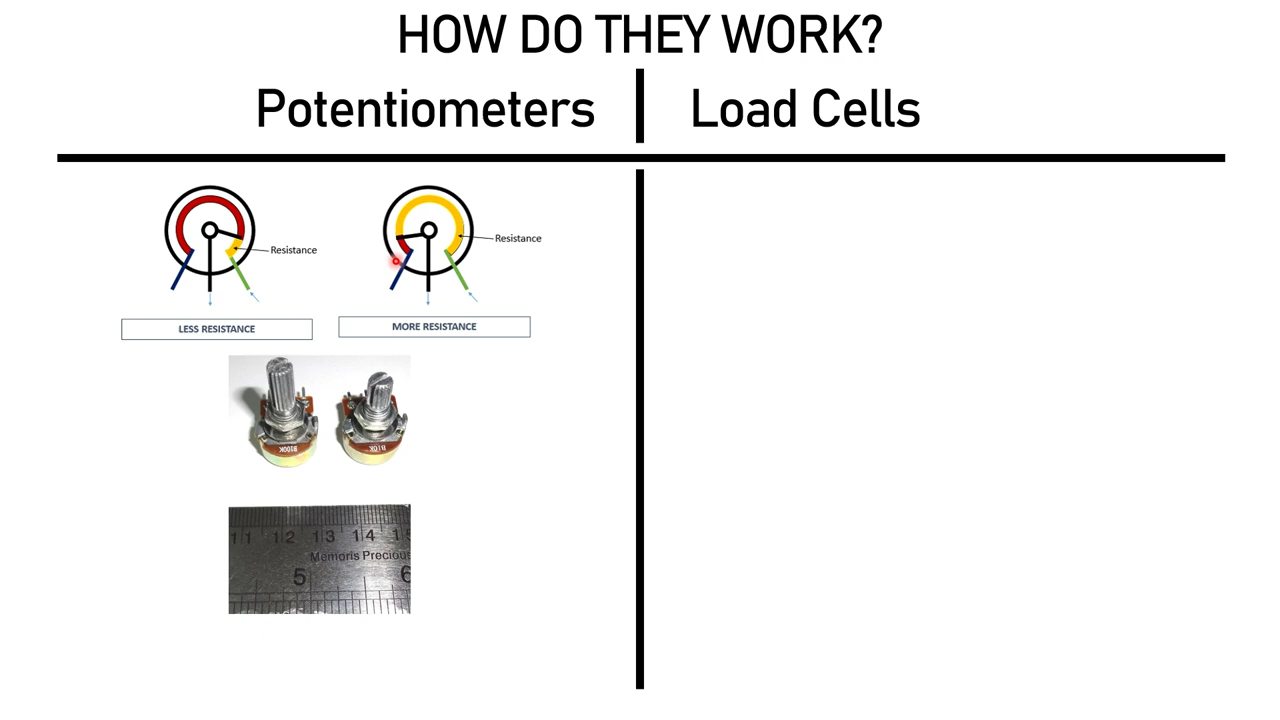 HOW DO THEY WORK?
Potentiometers
Load Cells
Resistance
Resistance
LESS RESISTANCE
MORE RESISTANCE
B100K
B10K
11 12 13 14 15
Memoris Precious
5 6